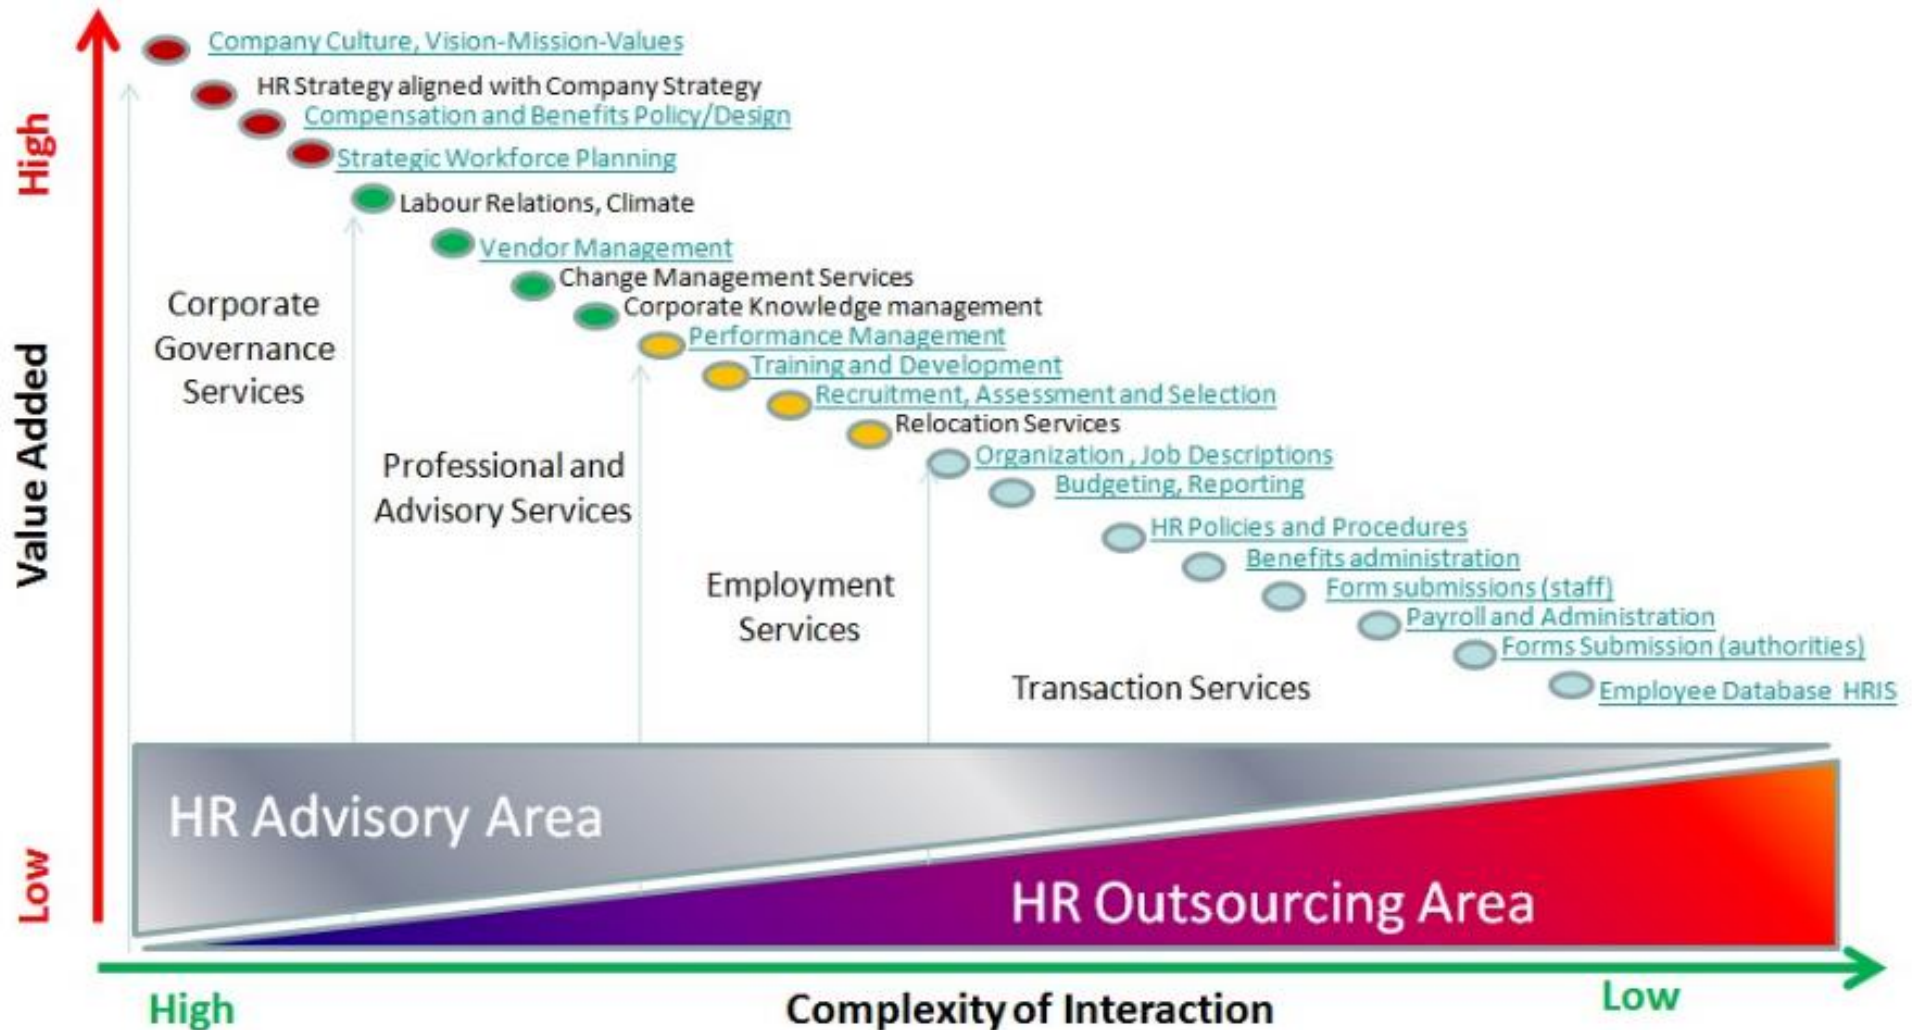 Company Culture, Vision-Mission-Values
HR Strategy aligned with Company Strategy
Compensation and Benefits Policy/Design
Strategic Workforce Planning
Labour Relations, Climate
Vendor Management
Change Management Services
Corporate Knowledge management
Performance Management
Training and Development
Recruitment, Assessment and Selection
Relocation Services
Organization , Job Descriptions
Budgeting, Reporting
HR Policies and Procedures
Benefits administration
Form submissions (staff)
Payroll and Administration
Forms Submission (authorities)
Employee Database HRIS
High
Value Added
Low
Corporate
Governance
Services
Professional and
Advisory Services
Employment
Services
Transaction Services
HR Advisory Area
HR Outsourcing Area
High
Complexity of Interaction
Low